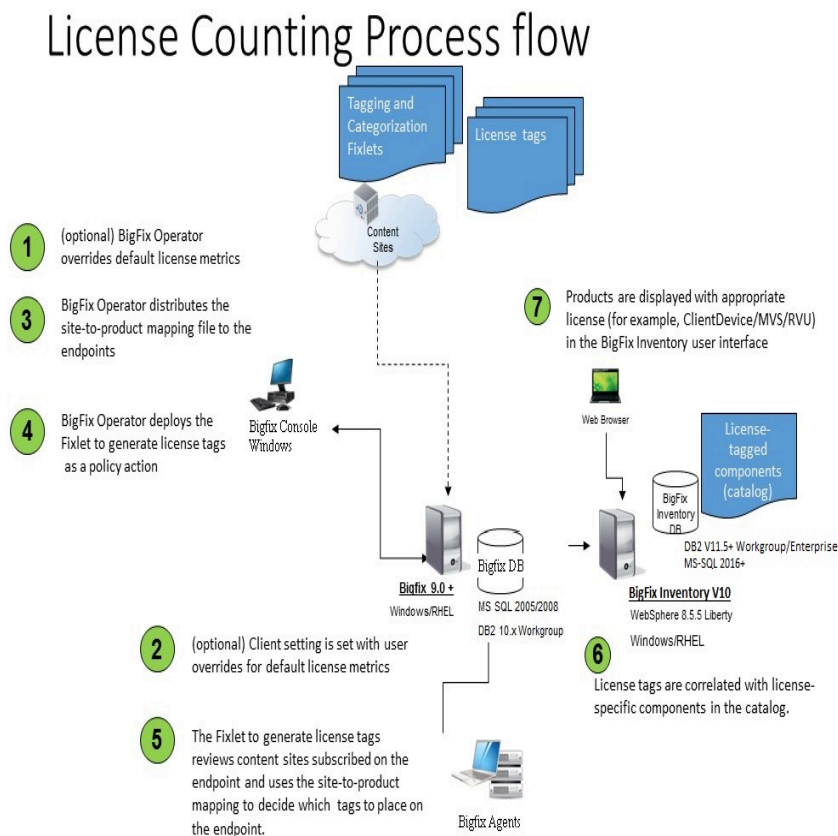 License Counting Process flow
Tagging and
Categorization
Fixlets
License tags
Content
Sites
1
(optional) BigFix Operator
overrides default license metrics
3
BigFix Operator distributes the
site-to-product mapping file to the
endpoints
7
Products are displayed with appropriate
license (for example, ClientDevice/MVS/RVU)
in the BigFix Inventory user interface
4
BigFix Operator deploys the
Fixlet to generate license tags
as a policy action
Bigfix Console
Windows
Web Browser
License-
tagged
components
(catalog)
BigFix
Inventory
DB
DB2 V11.5+ Workgroup/Enterprise
MS-SQL 2016+
Bigfix DB
Bigfix 9.0 +
Windows/RHEL
MS SQL 2005/2008
DB2 10.x Workgroup
BigFix Inventory V10
WebSphere 8.5.5 Liberty
Windows/RHEL
2
(optional) Client setting is set with user
overrides for default license metrics
6
License tags are correlated with license-
specific components in the catalog.
5
The Fixlet to generate license tags
reviews content sites subscribed on the
endpoint and uses the site-to-product
mapping to decide which tags to place on
the endpoint.
Bigfix Agents